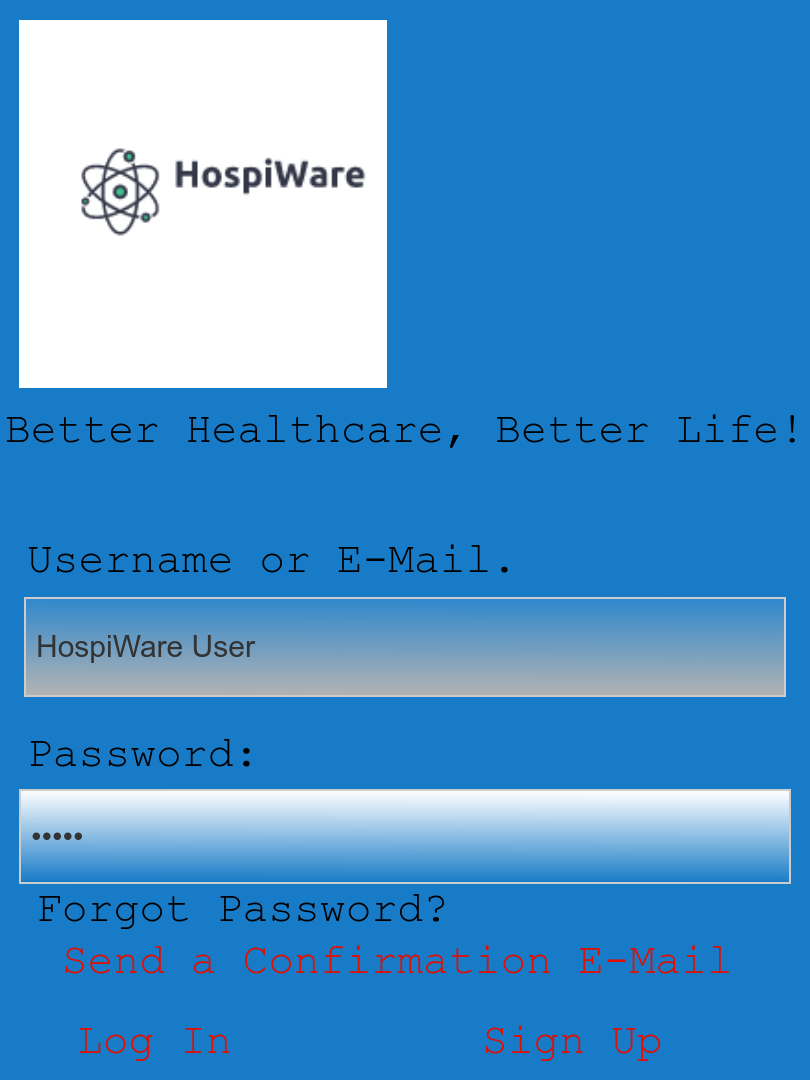 HospiWare
Better Healthcare, Better Life!
Username or E-Mail.
HospiWare User
Password:
•••••
Forgot Password?
Send a Confirmation E-Mail
Log In
Sign Up